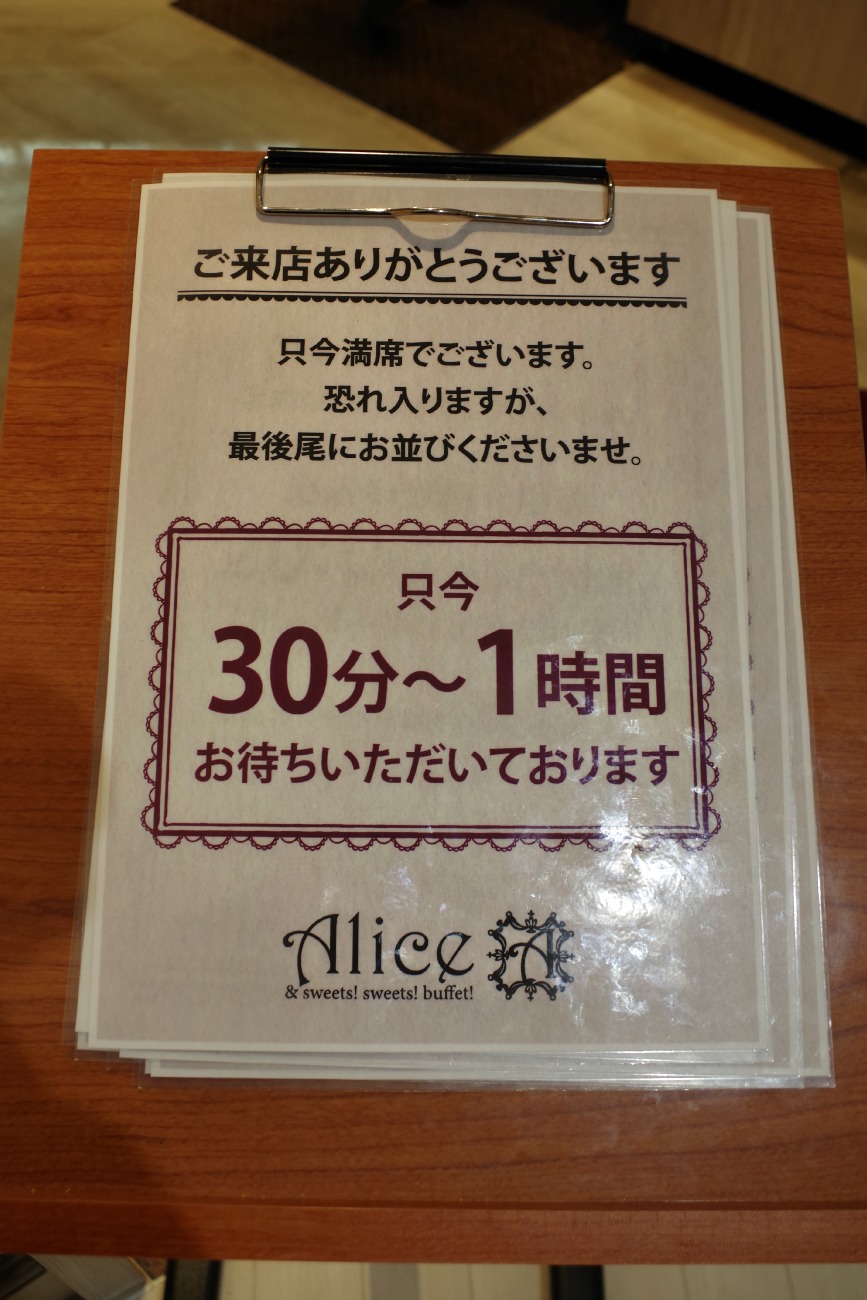 ご来店ありがとうございます
只今満席でございます。
恐れ入りますが、
最後尾にお並びくださいませ。
只今
30分～1時間
お待ちいただいております
Alice A
& sweets! sweets! buffet!